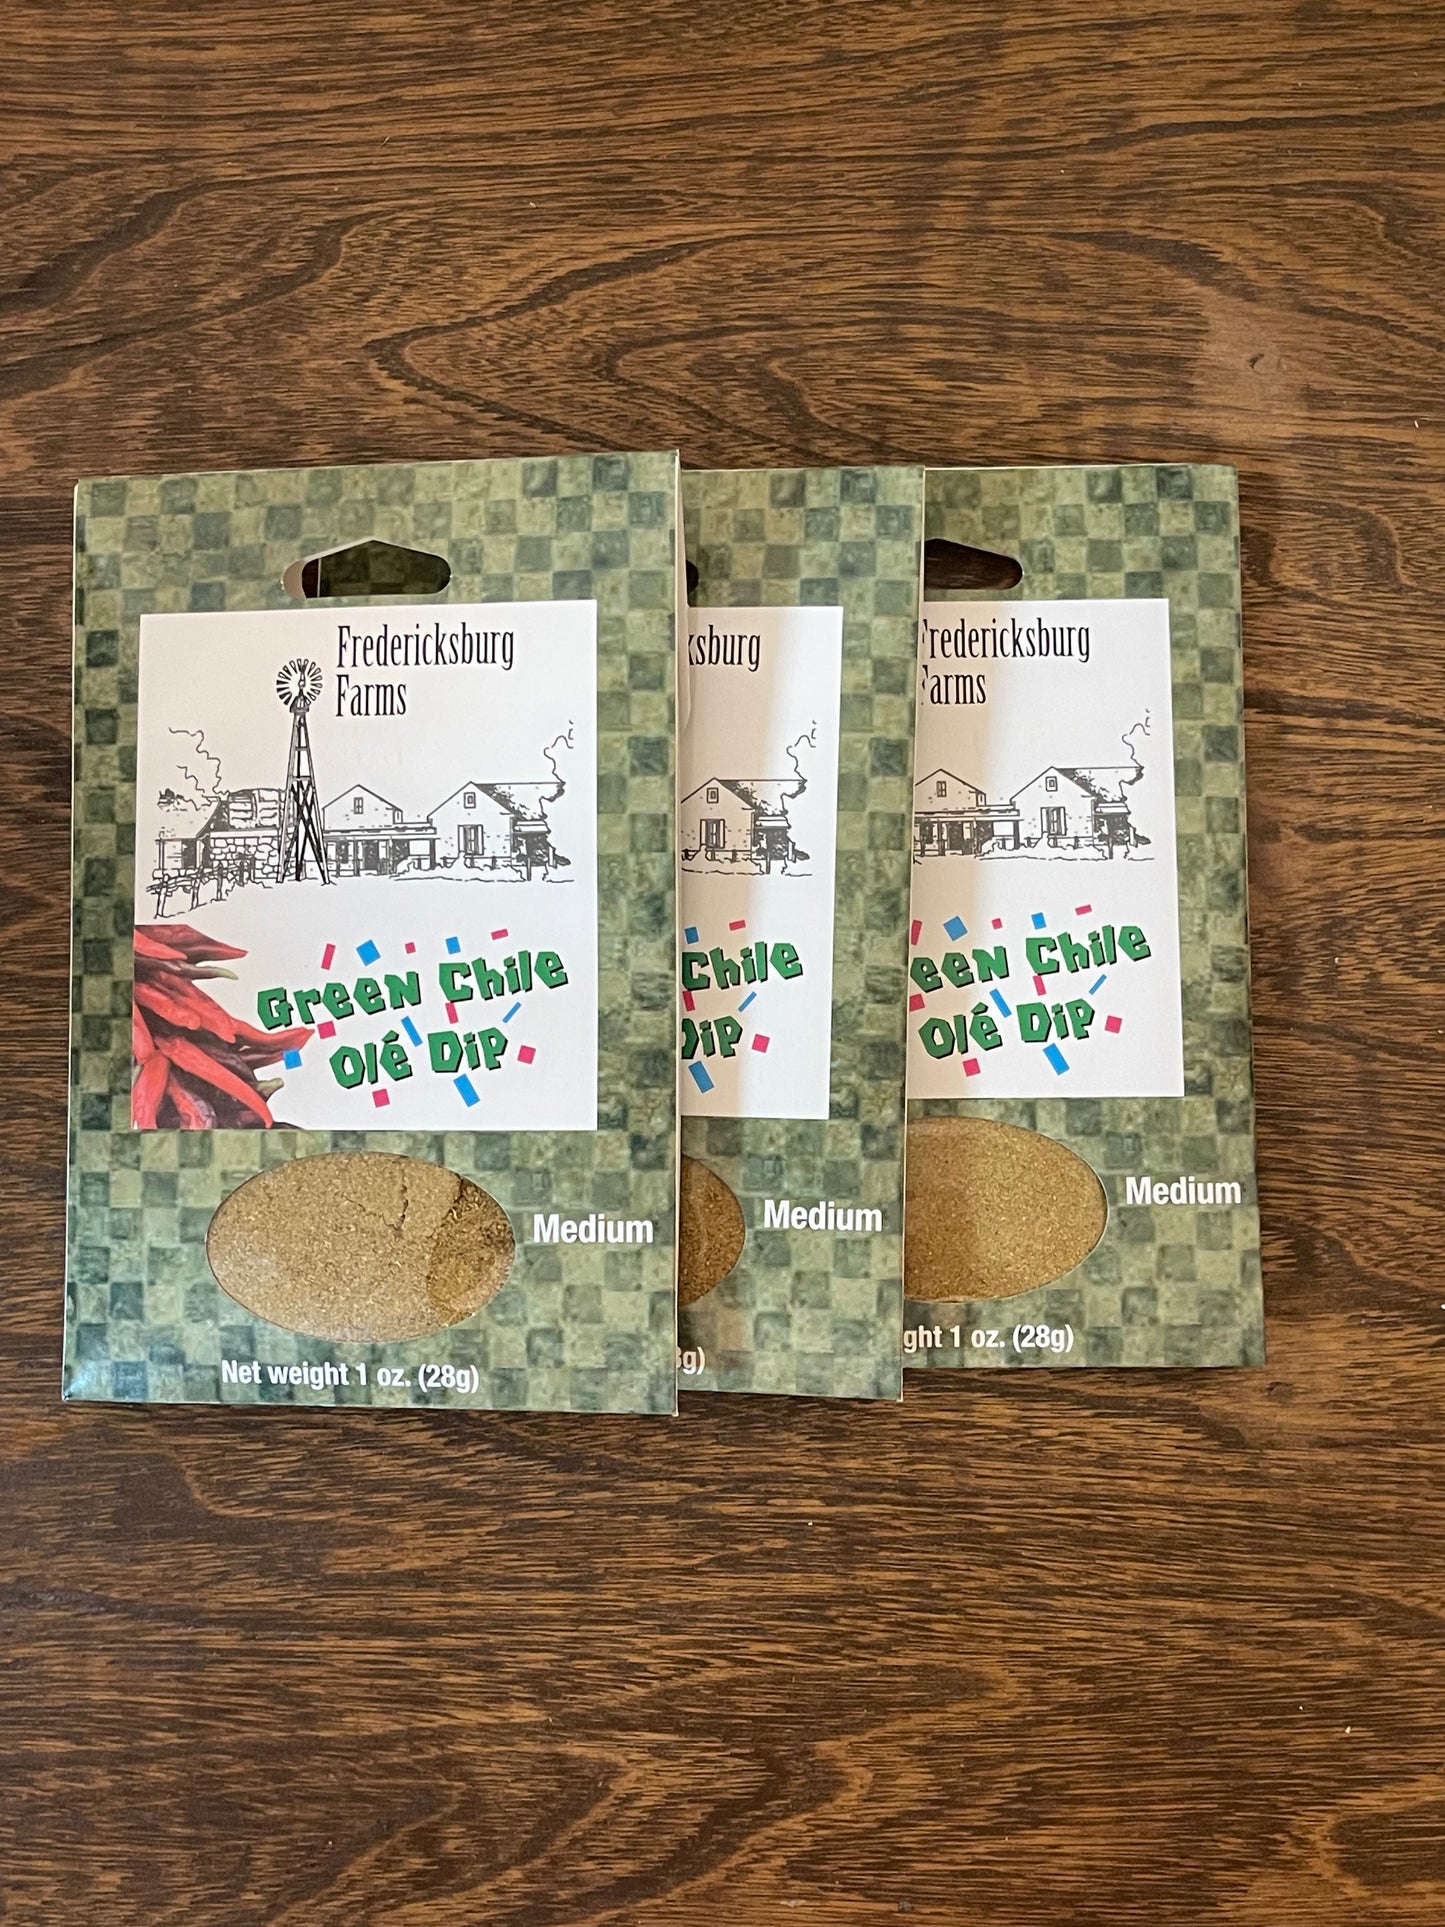 Fredericksburg
Farms
Green Chile
Olé Dip
Medium
Net weight 1 oz. (28g)
ksburg
Chile
Dip
Medium
8g)
Fredericksburg
Farms
een Chile
Olé Dip
Medium
ght 1 oz. (28g)